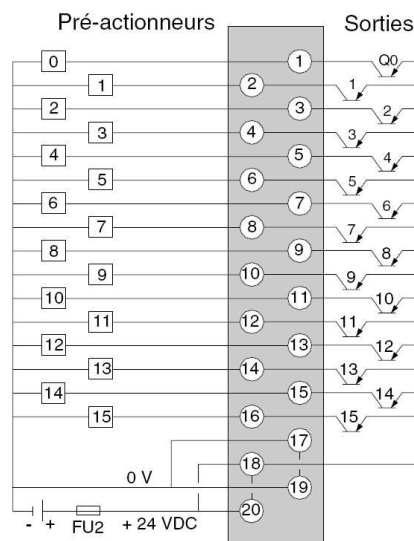 Pré-actionneurs Sorties
0 1 Q0
1 2 1
2 3 2
3 4 3
4 5 4
5 6 5
6 7 6
7 8 7
8 9 8
9 10 9
10 11 10
11 12 11
12 13 12
13 14 13
14 15 14
15 16 15
17
18
0 V 19
20
- + FU2 + 24 VDC